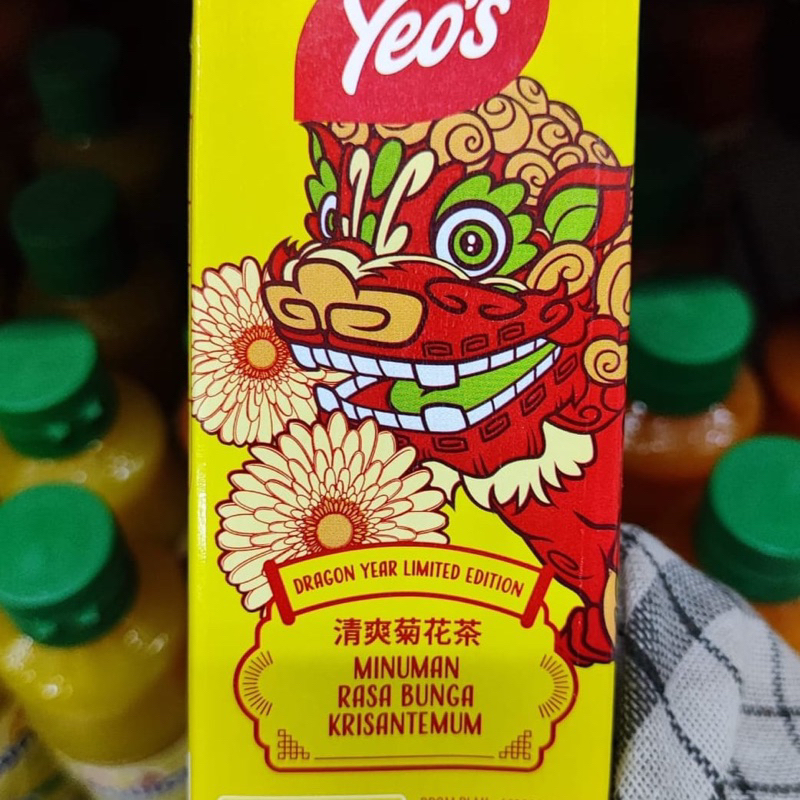 Yeo's
DRAGON YEAR LIMITED EDITION
清爽菊花茶
MINUMAN
RASA BUNGA
KRISANTEMUM